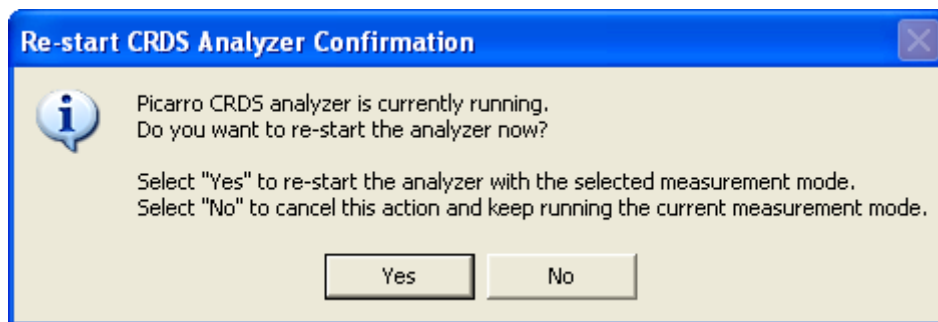 Re-start CRDS Analyzer Confirmation
Picarro CRDS analyzer is currently running.
Do you want to re-start the analyzer now?
Select "Yes" to re-start the analyzer with the selected measurement mode.
Select "No" to cancel this action and keep running the current measurement mode.
Yes No